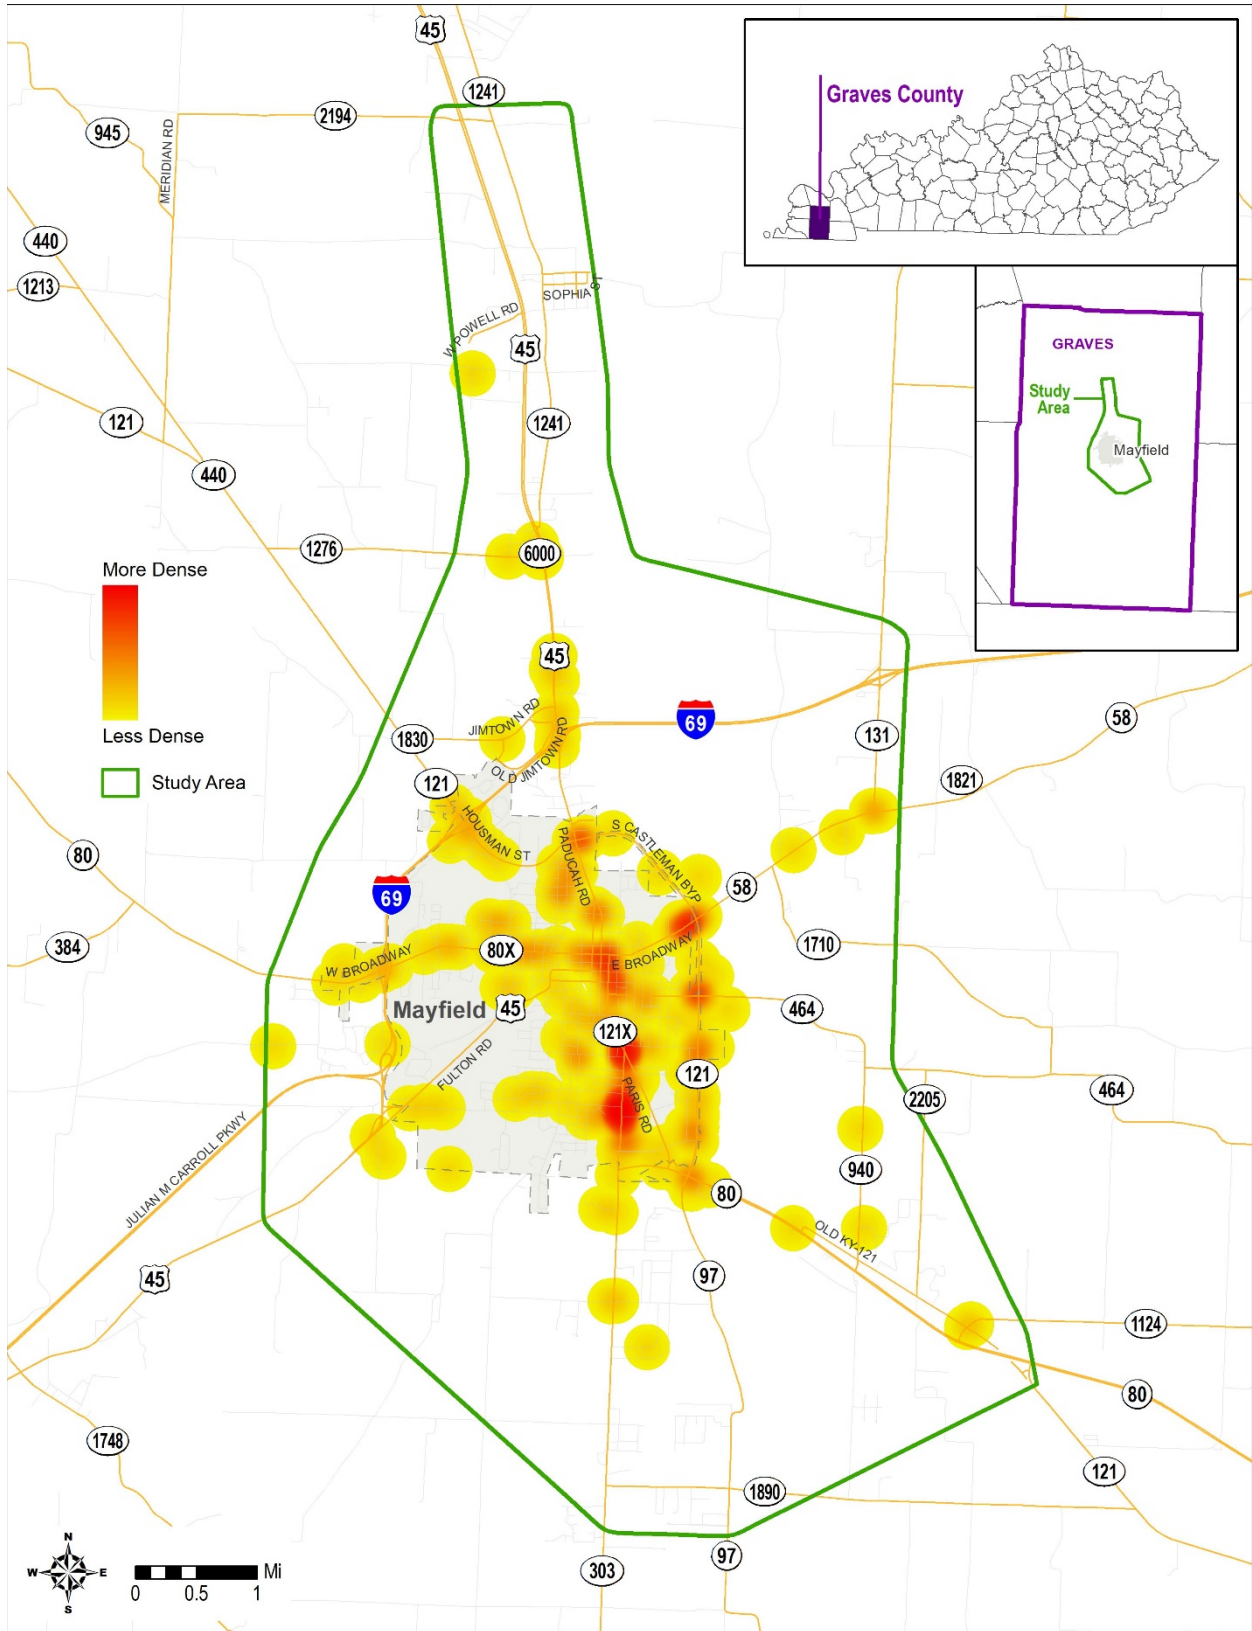 45
1241
2194
945
MERIDIAN RD
Graves County
440
1213
SOPHIA ST
W POWELL RD
45
GRAVES
Study
Area
Mayfield
121
1241
440
1276
6000
More Dense
Less Dense
Study Area
45
69
58
JIMTOWN RD
OLD JIMTOWN RD
1830
131
121
1821
HOUSMAN ST
PADUCAH RD
S CASTLEMAN BYP
80
69
58
384
W BROADWAY
80X
E BROADWAY
1710
Mayfield
45
464
121X
FULTON RD
121
PARIS RD
2205
464
JULIAN M CARROLL PKWY
940
80
OLD KY-121
45
97
1124
80
1748
121
1890
N
W
E
S
0
0.5
1
Mi
303
97